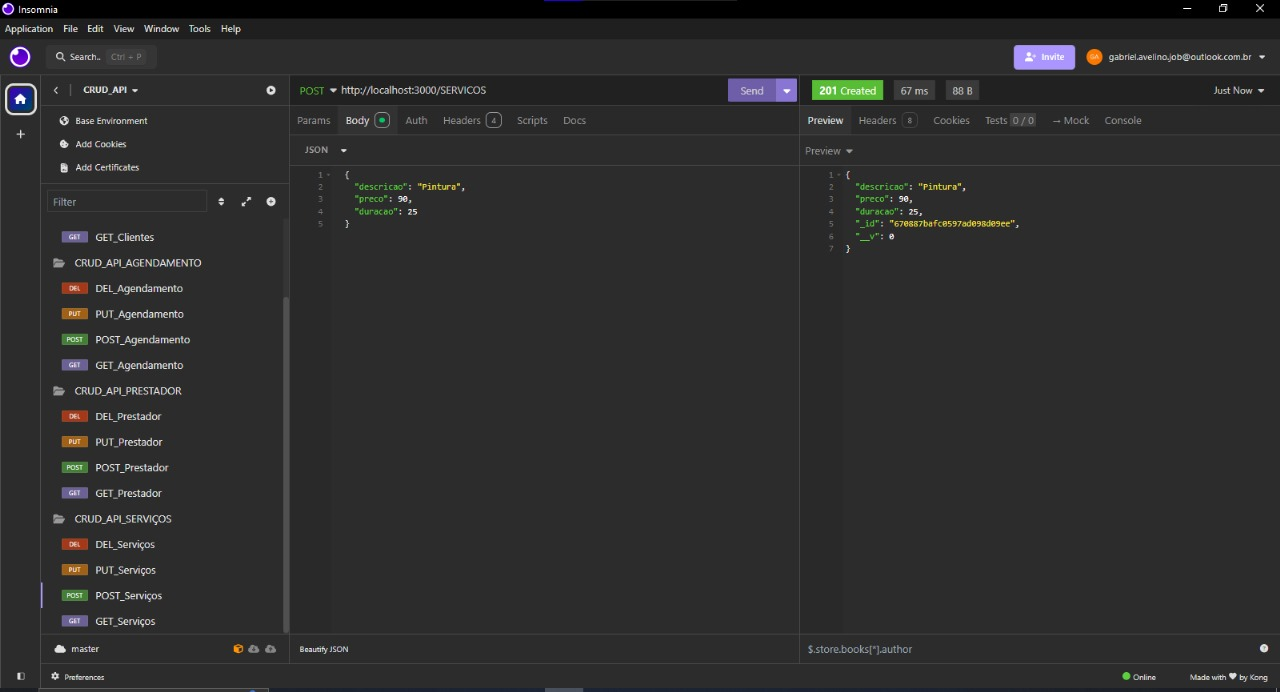 Insomnia
Application File Edit View Window Tools Help
Search.. Ctrl + P
Invite
GA gabriel.avelino.job@outlook.com.br
CRUD_API
POST http://localhost:3000/SERVICOS
Send
201 Created 67 ms 88 B
Just Now
Base Environment
Add Cookies
Add Certificates
Params Body Auth Headers 4 Scripts Docs
Preview Headers 8 Cookies Tests 0 / 0 → Mock Console
JSON
Preview
Filter
GET GET_Clientes
CRUD_API_AGENDAMENTO
DEL DEL_Agendamento
PUT PUT_Agendamento
POST POST_Agendamento
GET GET_Agendamento
CRUD_API_PRESTADOR
DEL DEL_Prestador
PUT PUT_Prestador
POST POST_Prestador
GET GET_Prestador
CRUD_API_SERVIÇOS
DEL DEL_Serviços
PUT PUT_Serviços
POST POST_Serviços
GET GET_Serviços
master
1 {
2 "descricao": "Pintura",
3 "preco": 90,
4 "duracao": 25
5 }
Beautify JSON
1 {
2 "descricao": "Pintura",
3 "preco": 90,
4 "duracao": 25,
5 "_id": "670887bafc0597ad098d09ee",
6 "__v": 0
7 }
$.store.books[*].author
Preferences
Online
Made with ♥ by Kong